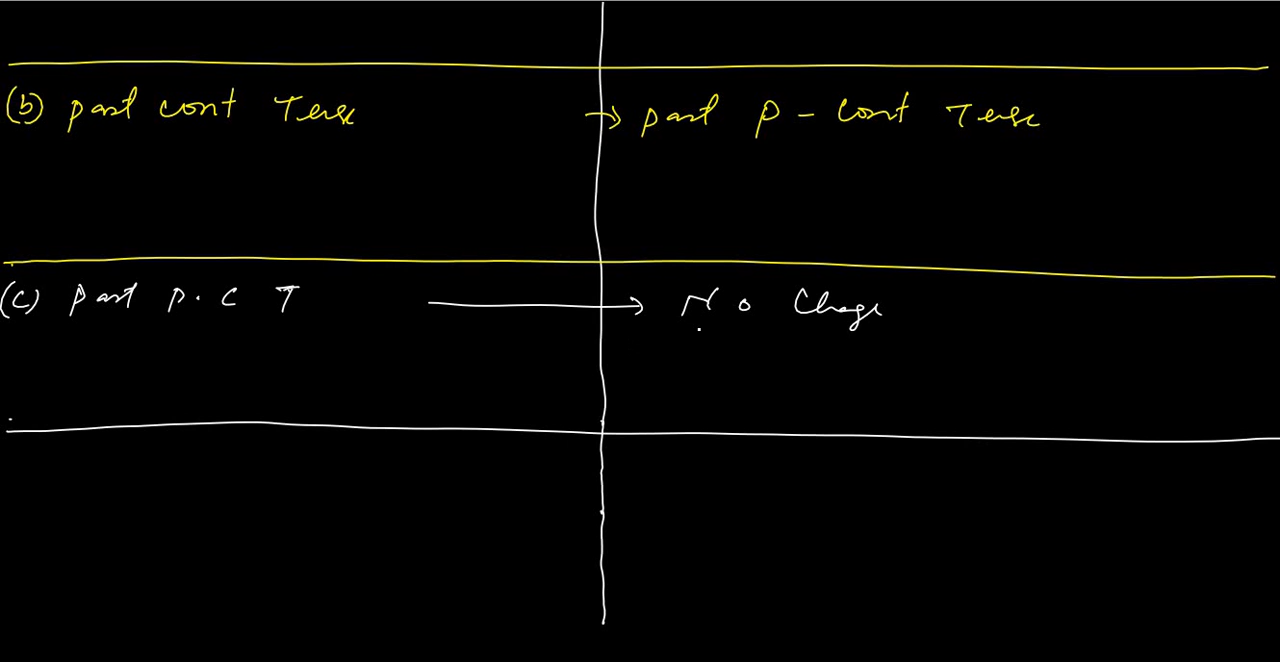 (b) past cont Tense → past p - cont Tense
(c) past p. c T → No Change